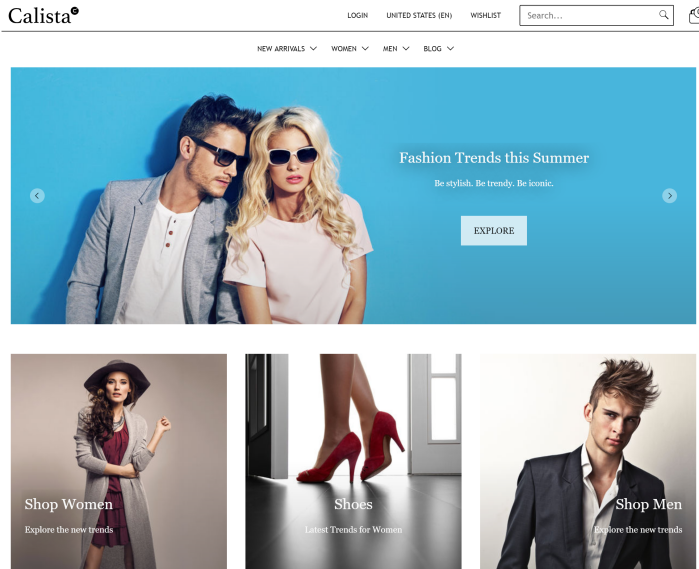 Calista
LOGIN UNITED STATES (EN) WISHLIST Search...
NEW ARRIVALS WOMEN MEN BLOG
Fashion Trends this Summer
Be stylish. Be trendy. Be iconic.
EXPLORE
Shop Women
Explore the new trends
Shoes
Latest Trends for Women
Shop Men
Explore the new trends